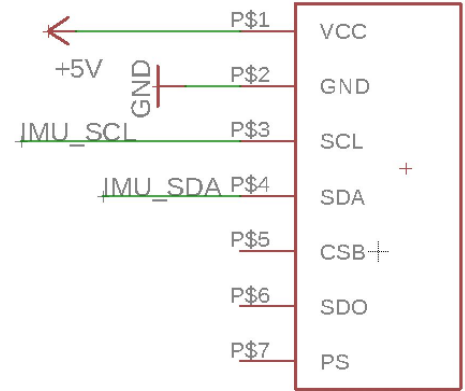 P$1 VCC
+5V
GND P$2 GND
IMU_SCL P$3 SCL
IMU_SDA P$4 SDA
P$5 CSB
P$6 SDO
P$7 PS